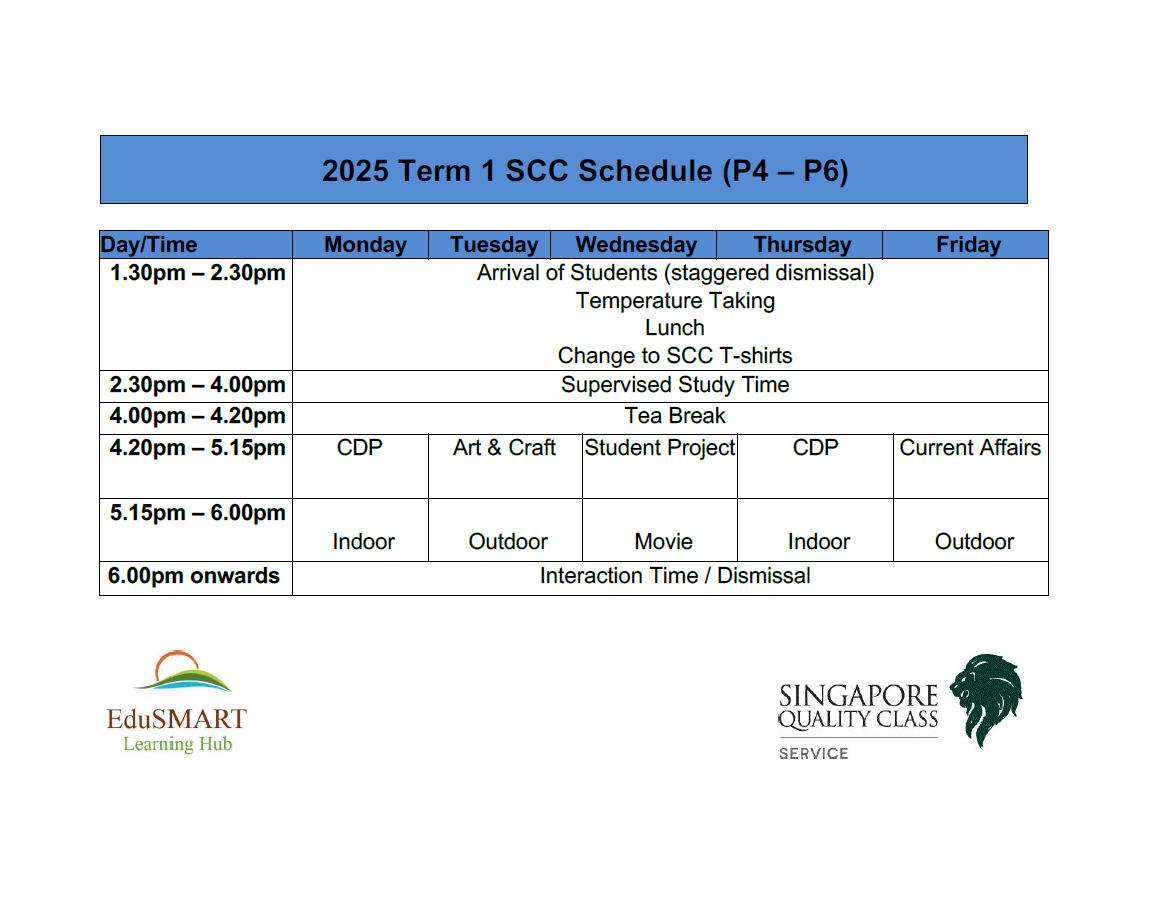 2025 Term 1 SCC Schedule (P4 – P6)
Day/Time Monday Tuesday Wednesday Thursday Friday
1.30pm – 2.30pm Arrival of Students (staggered dismissal)
Temperature Taking
Lunch
Change to SCC T-shirts
2.30pm – 4.00pm Supervised Study Time
4.00pm – 4.20pm Tea Break
4.20pm – 5.15pm CDP Art & Craft Student Project CDP Current Affairs
5.15pm – 6.00pm
Indoor Outdoor Movie Indoor Outdoor
6.00pm onwards Interaction Time / Dismissal
EduSMART
Learning Hub
SINGAPORE
QUALITY CLASS
SERVICE